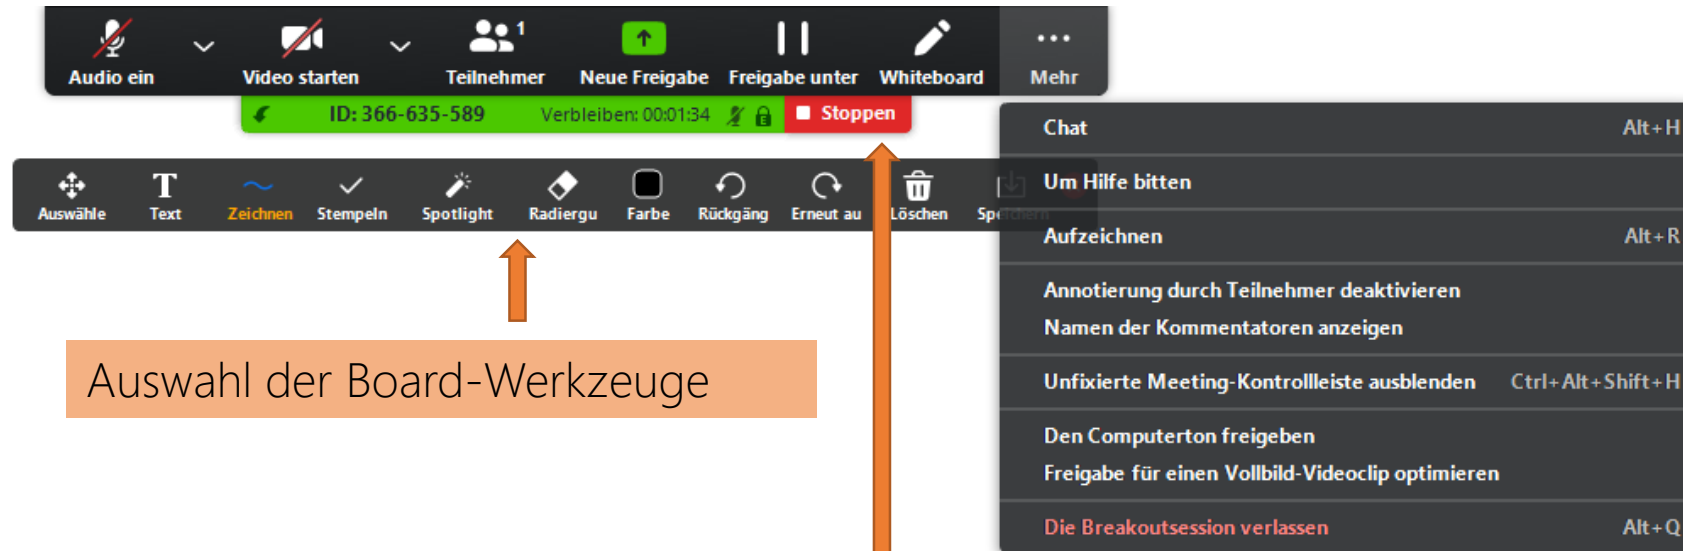 1
Audio ein
Video starten
Teilnehmer
Neue Freigabe
Freigabe unter
Whiteboard
Mehr
ID: 366-635-589
Verbleiben: 00:01:34
Stoppen
Auswähle
Text
Zeichnen
Stempeln
Spotlight
Radiergu
Farbe
Rückgäng
Erneut au
Löschen
Speichern
Chat Alt+H
Um Hilfe bitten
Aufzeichnen Alt+R
Annotierung durch Teilnehmer deaktivieren
Namen der Kommentatoren anzeigen
Unfixierte Meeting-Kontrollleiste ausblenden Ctrl+Alt+Shift+H
Den Computerton freigeben
Freigabe für einen Vollbild-Videoclip optimieren
Die Breakoutsession verlassen Alt+Q
Auswahl der Board-Werkzeuge